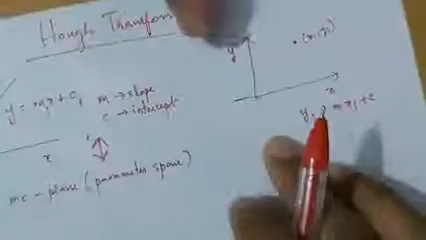 Hough Transform
y = mx + c, m → slope
c → intercept
x
mc - plane (parameter space)
y
(x₁, y₁)
x
y₁ = mx₁ + c